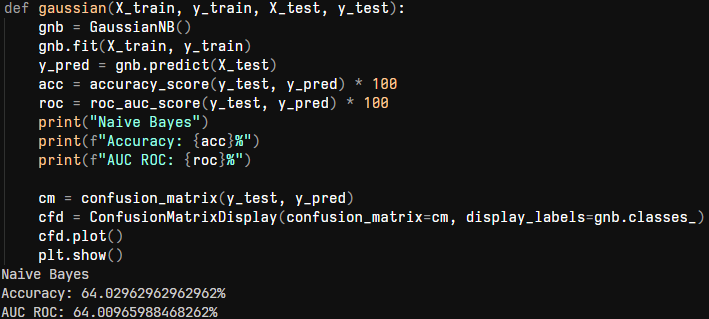 def gaussian(X_train, y_train, X_test, y_test):
    gnb = GaussianNB()
    gnb.fit(X_train, y_train)
    y_pred = gnb.predict(X_test)
    acc = accuracy_score(y_test, y_pred) * 100
    roc = roc_auc_score(y_test, y_pred) * 100
    print("Naive Bayes")
    print(f"Accuracy: {acc}%")
    print(f"AUC ROC: {roc}%")

    cm = confusion_matrix(y_test, y_pred)
    cfd = ConfusionMatrixDisplay(confusion_matrix=cm, display_labels=gnb.classes_)
    cfd.plot()
    plt.show()
Naive Bayes
Accuracy: 64.02962962962962%
AUC ROC: 64.00965988468262%